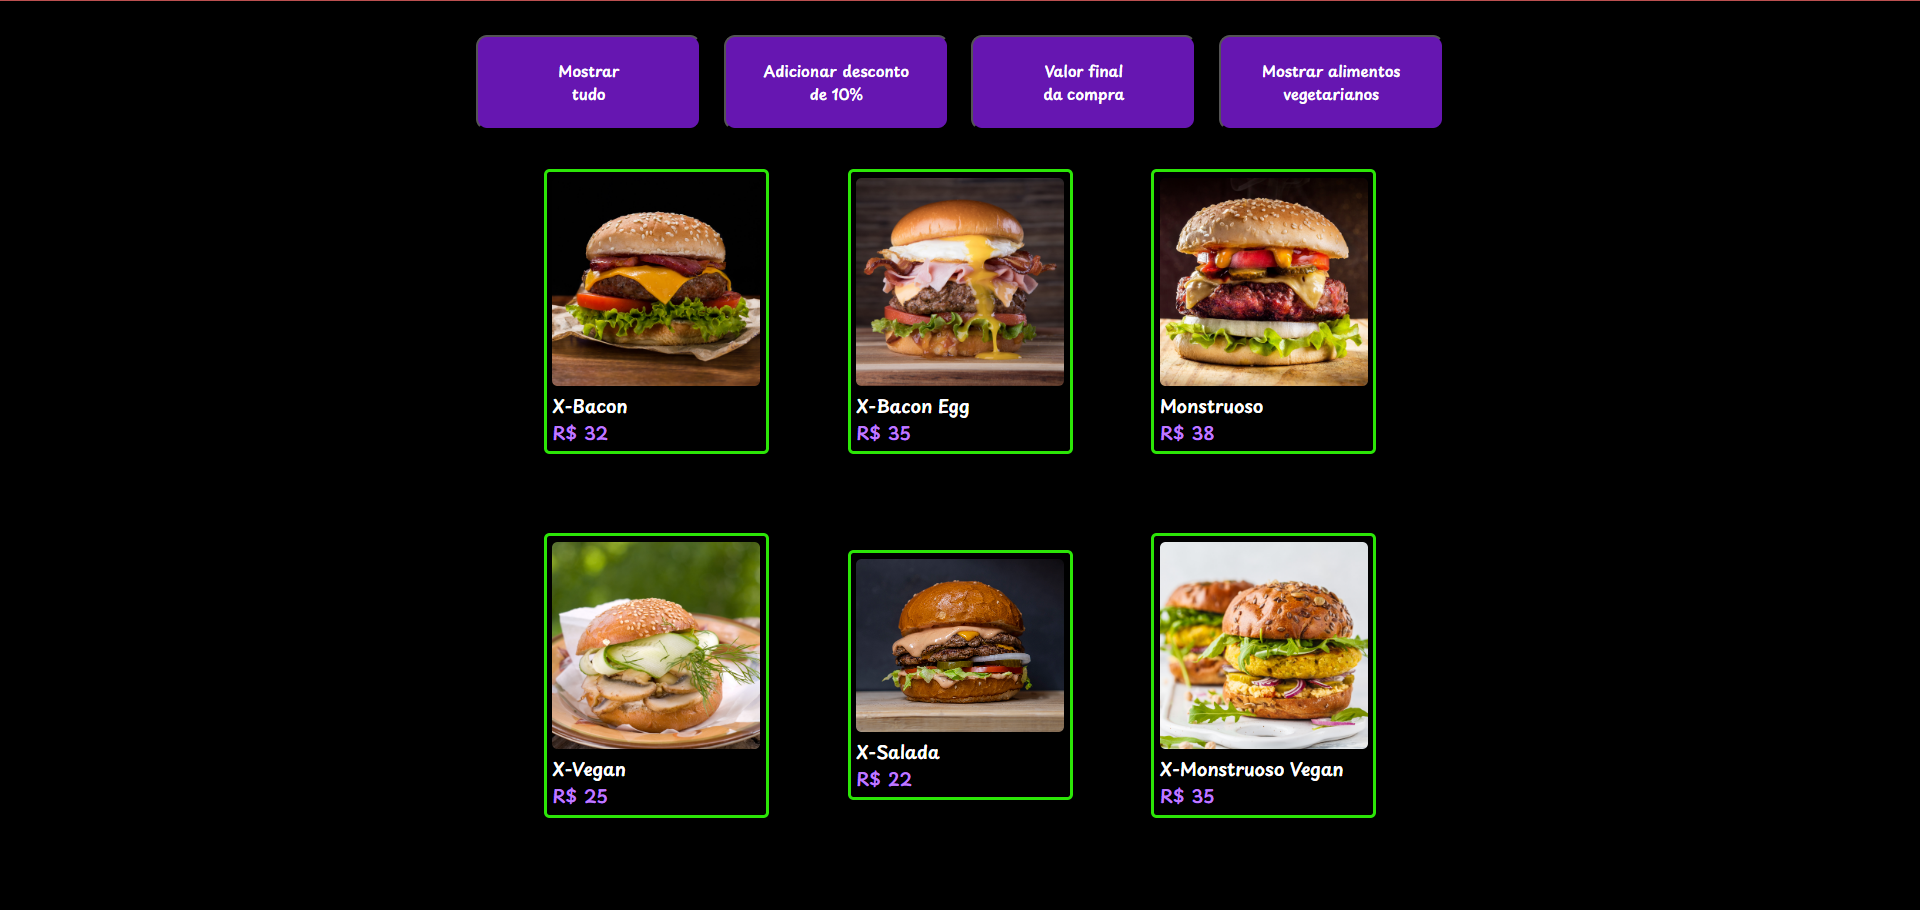 Mostrar
tudo
Adicionar desconto
de 10%
Valor final
da compra
Mostrar alimentos
vegetarianos
X-Bacon
R$ 32
X-Bacon Egg
R$ 35
Monstruoso
R$ 38
X-Vegan
R$ 25
X-Salada
R$ 22
X-Monstruoso Vegan
R$ 35